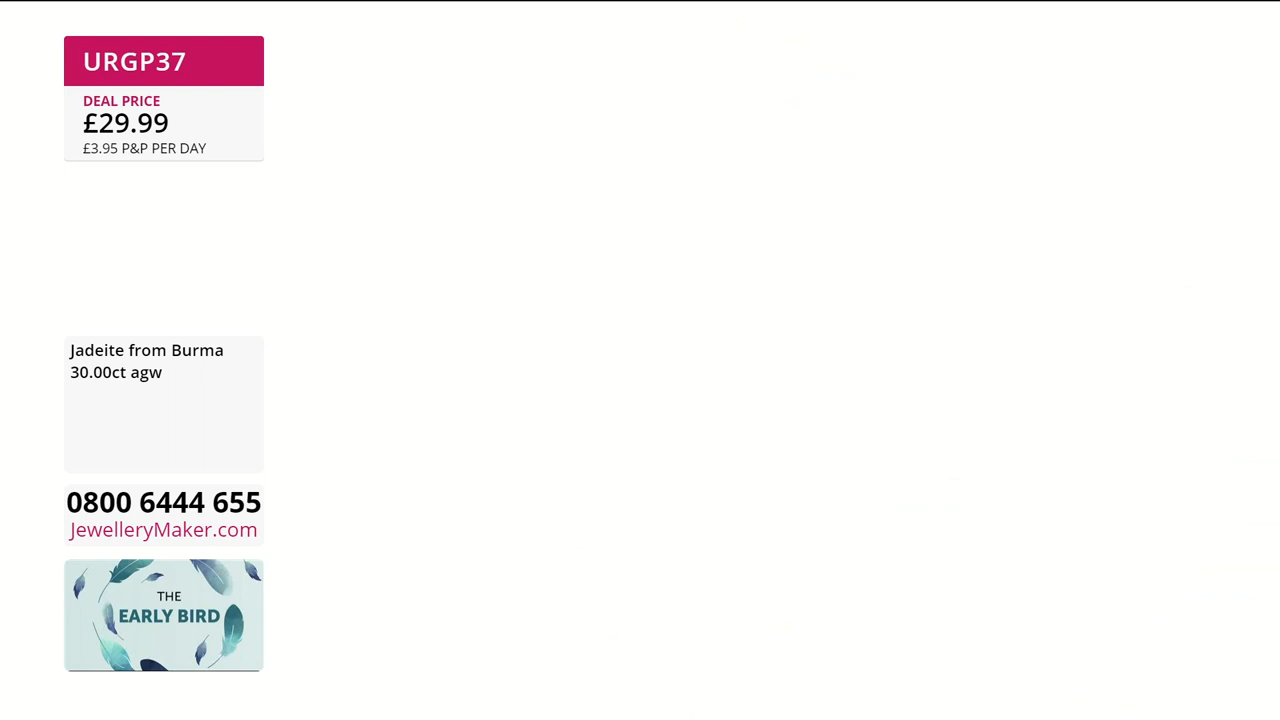 URGP37
DEAL PRICE
£29.99
£3.95 P&P PER DAY
Jadeite from Burma
30.00ct agw
0800 6444 655
JewelleryMaker.com
THE
EARLY BIRD